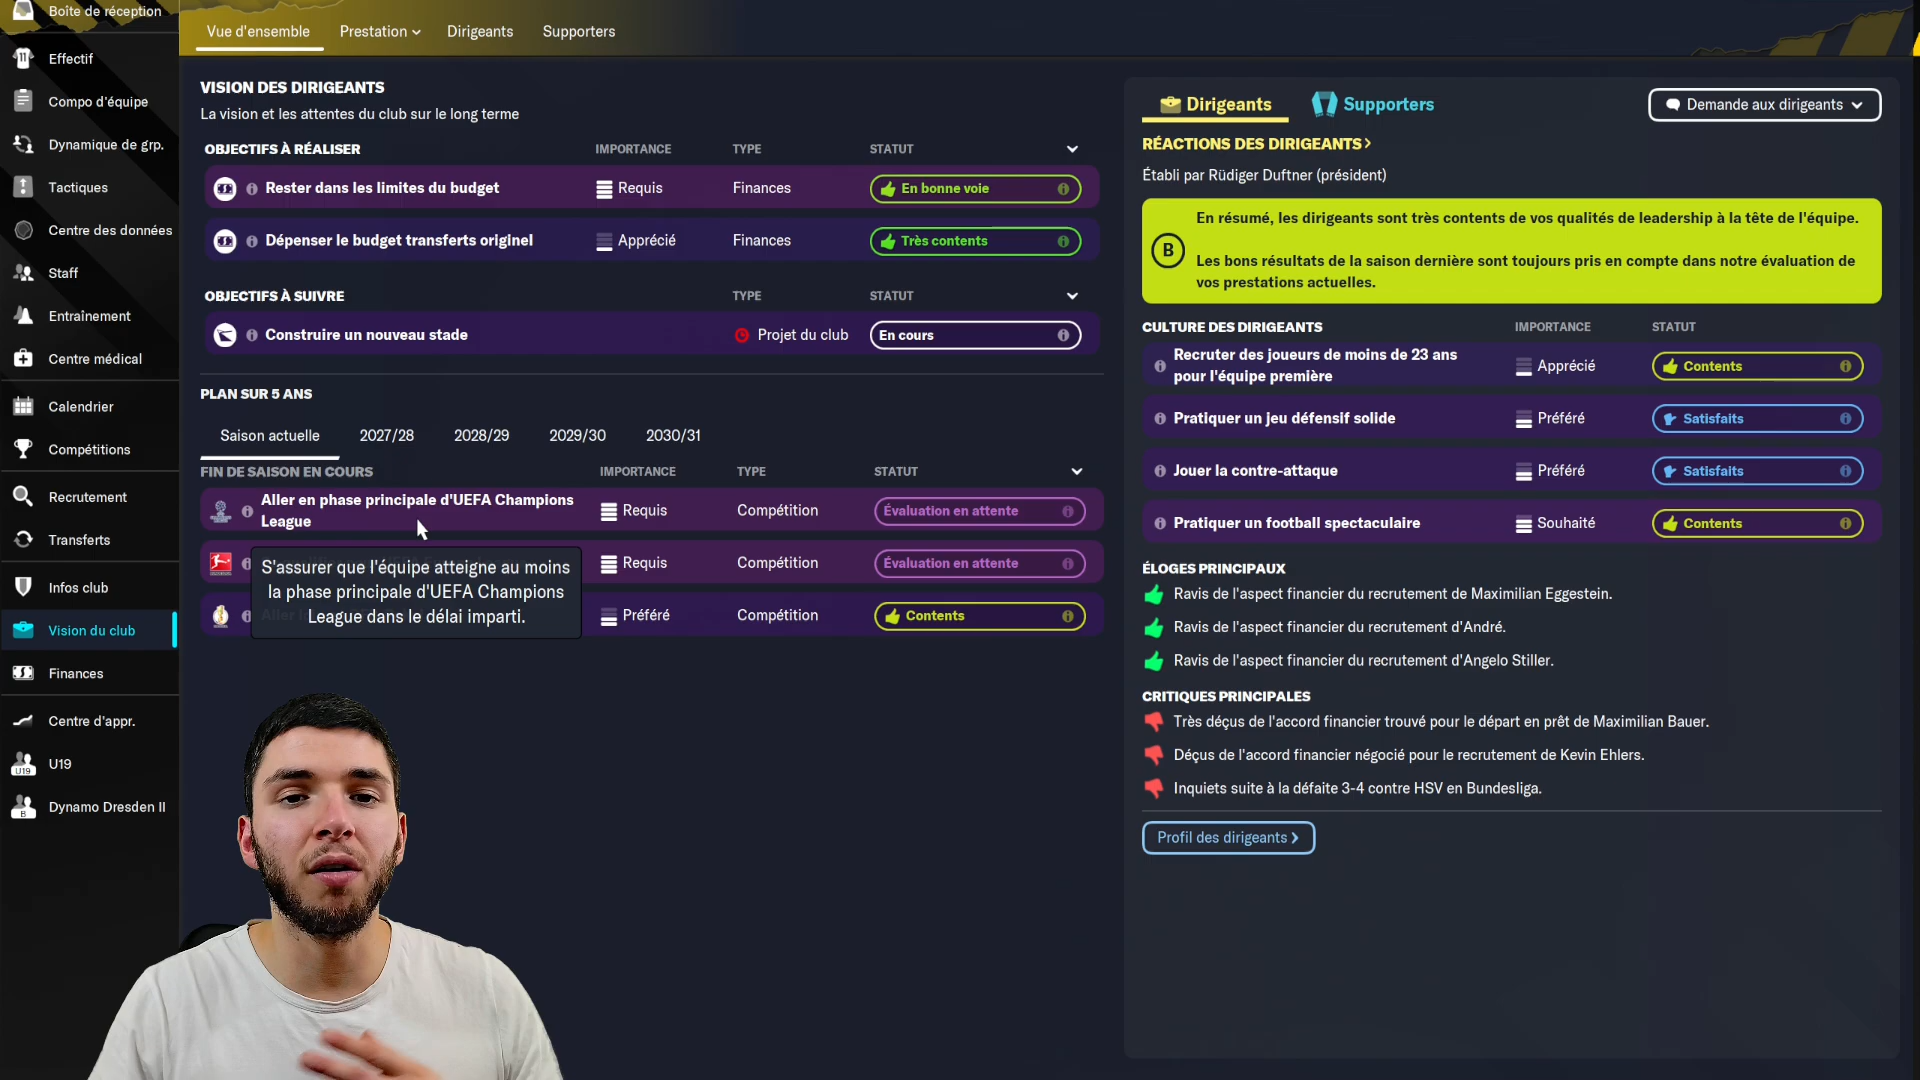 Boîte de réception
Effectif
Compo d'équipe
Dynamique de grp.
Tactiques
Centre des données
Staff
Entraînement
Centre médical
Calendrier
Compétitions
Recrutement
Transferts
Infos club
Vision du club
Finances
Centre d'appr.
U19
U19
B
Dynamo Dresden II
Vue d'ensemble
Prestation
Dirigeants
Supporters
VISION DES DIRIGEANTS
La vision et les attentes du club sur le long terme
OBJECTIFS À RÉALISER IMPORTANCE TYPE STATUT
Rester dans les limites du budget Requis Finances En bonne voie
Dépenser le budget transferts originel Apprécié Finances Très contents
OBJECTIFS À SUIVRE TYPE STATUT
Construire un nouveau stade Projet du club En cours
PLAN SUR 5 ANS
Saison actuelle 2027/28 2028/29 2029/30 2030/31
FIN DE SAISON EN COURS IMPORTANCE TYPE STATUT
Aller en phase principale d'UEFA Champions
League Requis Compétition Évaluation en attente
Requis Compétition Évaluation en attente
Préféré Compétition Contents
S'assurer que l'équipe atteigne au moins
la phase principale d'UEFA Champions
League dans le délai imparti.
Dirigeants
Supporters
Demande aux dirigeants
RÉACTIONS DES DIRIGEANTS >
Établi par Rüdiger Duftner (président)
B
En résumé, les dirigeants sont très contents de vos qualités de leadership à la tête de l'équipe.
Les bons résultats de la saison dernière sont toujours pris en compte dans notre évaluation de
vos prestations actuelles.
CULTURE DES DIRIGEANTS IMPORTANCE STATUT
Recruter des joueurs de moins de 23 ans
pour l'équipe première Apprécié Contents
Pratiquer un jeu défensif solide Préféré Satisfaits
Jouer la contre-attaque Préféré Satisfaits
Pratiquer un football spectaculaire Souhaité Contents
ÉLOGES PRINCIPAUX
Ravis de l'aspect financier du recrutement de Maximilian Eggestein.
Ravis de l'aspect financier du recrutement d'André.
Ravis de l'aspect financier du recrutement d'Angelo Stiller.
CRITIQUES PRINCIPALES
Très déçus de l'accord financier trouvé pour le départ en prêt de Maximilian Bauer.
Déçus de l'accord financier négocié pour le recrutement de Kevin Ehlers.
Inquiets suite à la défaite 3-4 contre HSV en Bundesliga.
Profil des dirigeants >